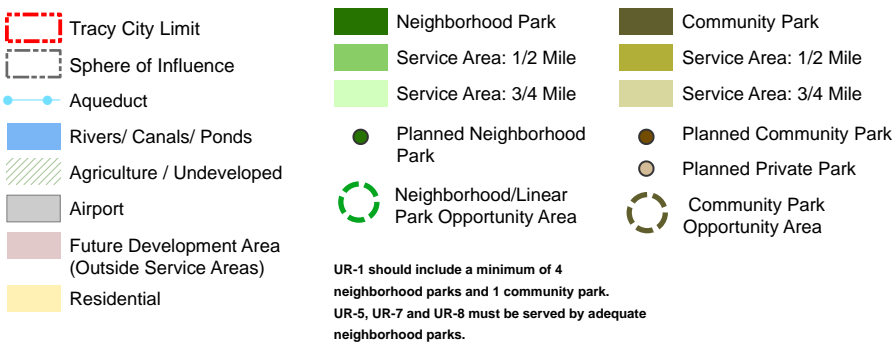 Tracy City Limit
Sphere of Influence
Aqueduct
Rivers/ Canals/ Ponds
Agriculture / Undeveloped
Airport
Future Development Area
(Outside Service Areas)
Residential
Neighborhood Park
Service Area: 1/2 Mile
Service Area: 3/4 Mile
Planned Neighborhood
Park
Neighborhood/Linear
Park Opportunity Area
UR-1 should include a minimum of 4
neighborhood parks and 1 community park.
UR-5, UR-7 and UR-8 must be served by adequate
neighborhood parks.
Community Park
Service Area: 1/2 Mile
Service Area: 3/4 Mile
Planned Community Park
Planned Private Park
Community Park
Opportunity Area